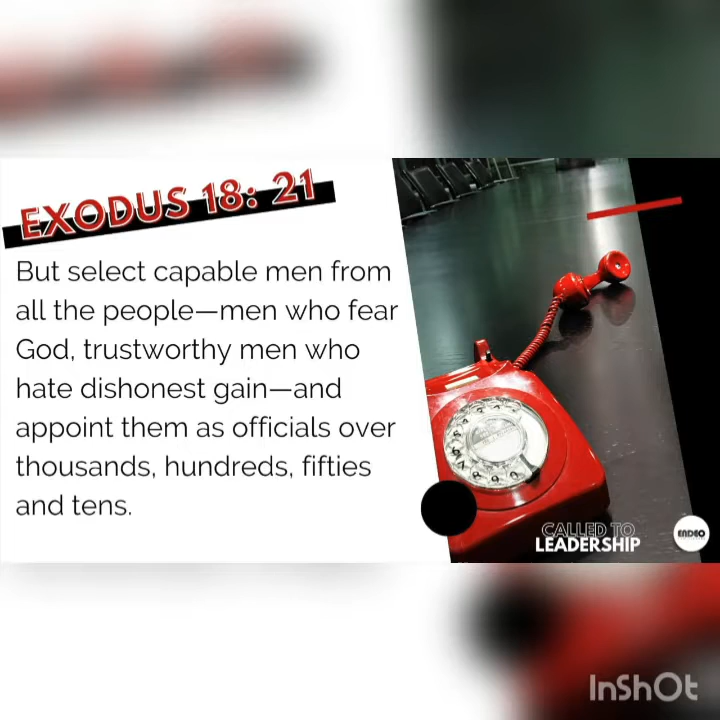 EXODUS 18: 21
But select capable men from
all the people—men who fear
God, trustworthy men who
hate dishonest gain—and
appoint them as officials over
thousands, hundreds, fifties
and tens.
CALLED TO
LEADERSHIP
ENDEO
InShOt